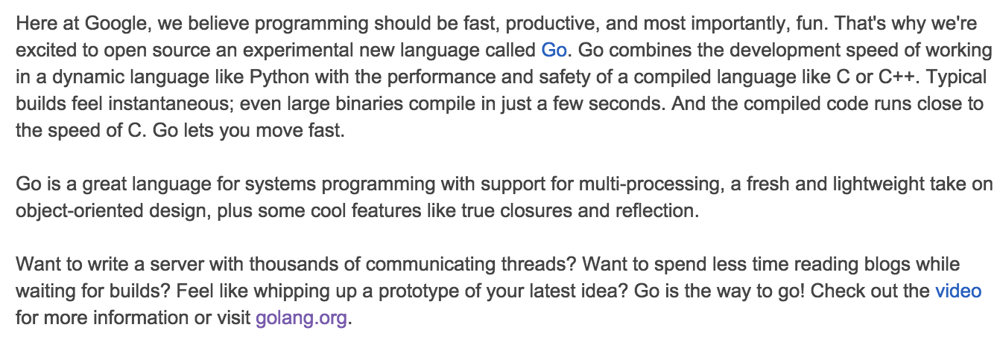 Here at Google, we believe programming should be fast, productive, and most importantly, fun. That's why we're
excited to open source an experimental new language called Go. Go combines the development speed of working
in a dynamic language like Python with the performance and safety of a compiled language like C or C++. Typical
builds feel instantaneous; even large binaries compile in just a few seconds. And the compiled code runs close to
the speed of C. Go lets you move fast.
Go is a great language for systems programming with support for multi-processing, a fresh and lightweight take on
object-oriented design, plus some cool features like true closures and reflection.
Want to write a server with thousands of communicating threads? Want to spend less time reading blogs while
waiting for builds? Feel like whipping up a prototype of your latest idea? Go is the way to go! Check out the video
for more information or visit golang.org.